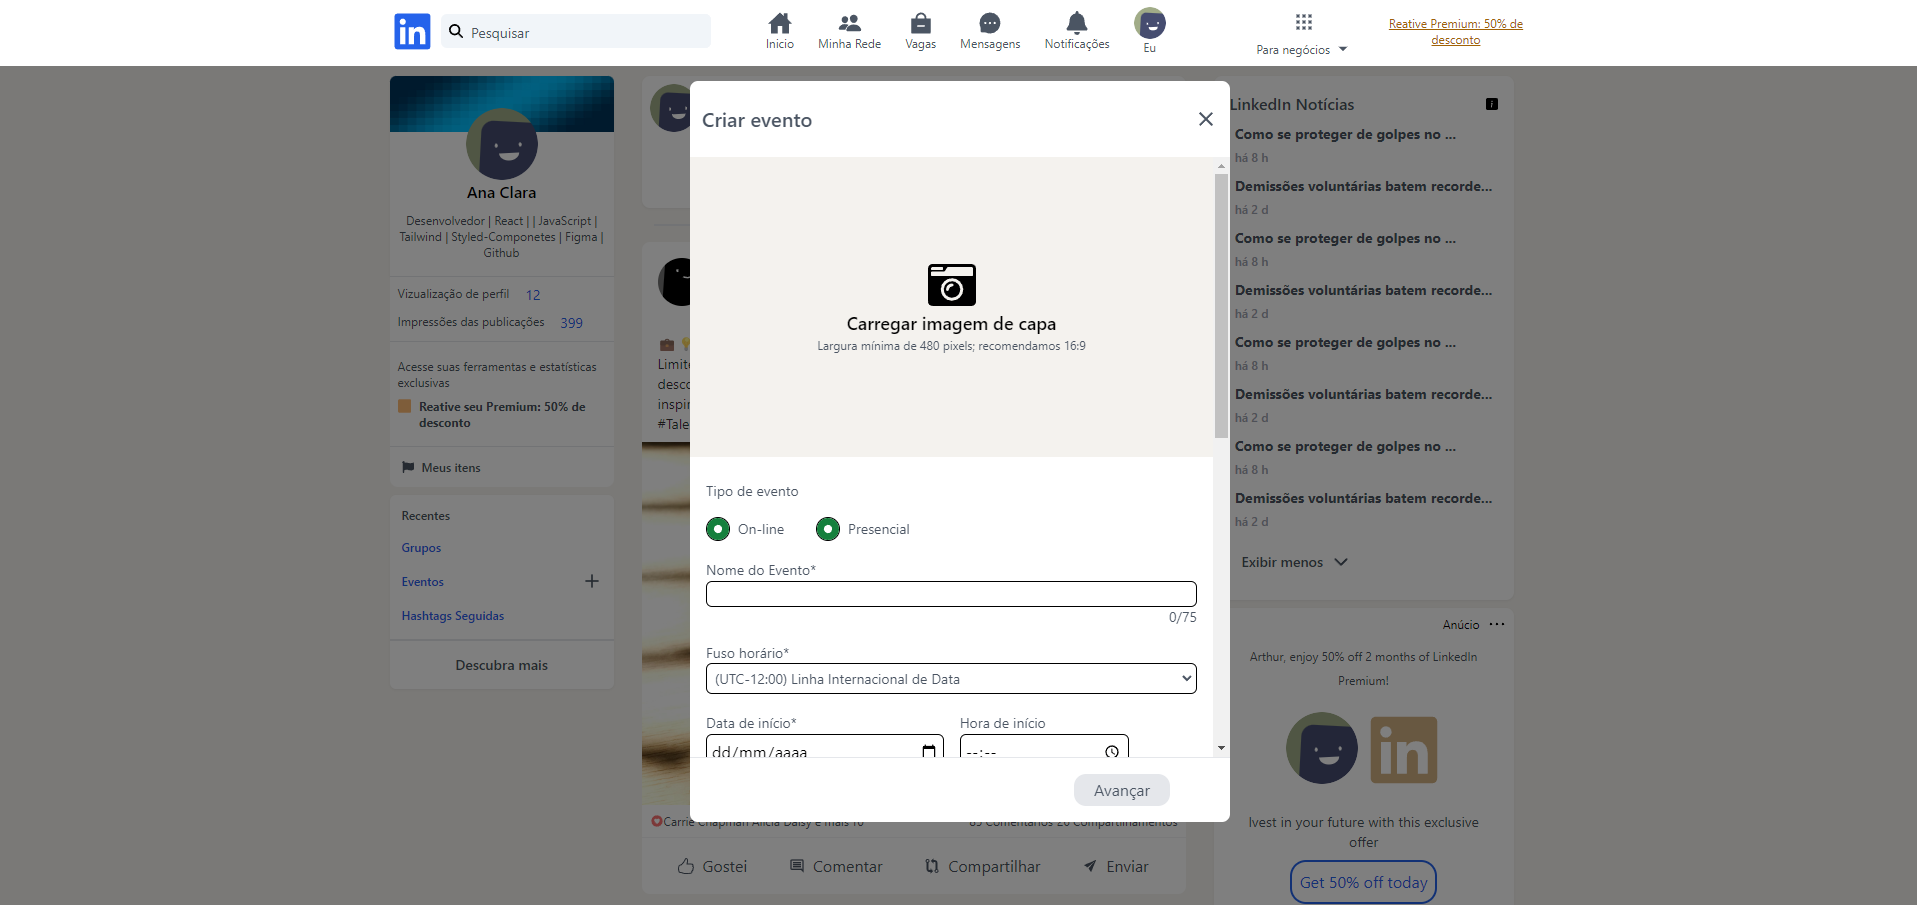 in
Pesquisar
Inicio
Minha Rede
Vagas
Mensagens
Notificações
Eu
Para negócios
Reative Premium: 50% de
desconto
Ana Clara
Desenvolvedor | React | | JavaScript |
Tailwind | Styled-Componetes | Figma |
Github
Vizualização de perfil 12
Impressões das publicações 399
Acesse suas ferramentas e estatísticas
exclusivas
Reative seu Premium: 50% de
desconto
Meus itens
Recentes
Grupos
Eventos
Hashtags Seguidas
Descubra mais
Criar evento
Carregar imagem de capa
Largura mínima de 480 pixels; recomendamos 16:9
Tipo de evento
On-line
Presencial
Nome do Evento*
0/75
Fuso horário*
(UTC-12:00) Linha Internacional de Data
Data de início*
Hora de início
dd/mm/aaaa
--:--
Avançar
Carrie Chapman Alicia Daisy e mais 10
85 Comentários 20 Compartilhamentos
Gostei
Comentar
Compartilhar
Enviar
LinkedIn Notícias
Como se proteger de golpes no ...
há 8 h
Demissões voluntárias batem recorde...
há 2 d
Como se proteger de golpes no ...
há 8 h
Demissões voluntárias batem recorde...
há 2 d
Como se proteger de golpes no ...
há 8 h
Demissões voluntárias batem recorde...
há 2 d
Como se proteger de golpes no ...
há 8 h
Demissões voluntárias batem recorde...
há 2 d
Exibir menos
Anúcio
Arthur, enjoy 50% off 2 months of LinkedIn
Premium!
in
Ivest in your future with this exclusive
offer
Get 50% off today